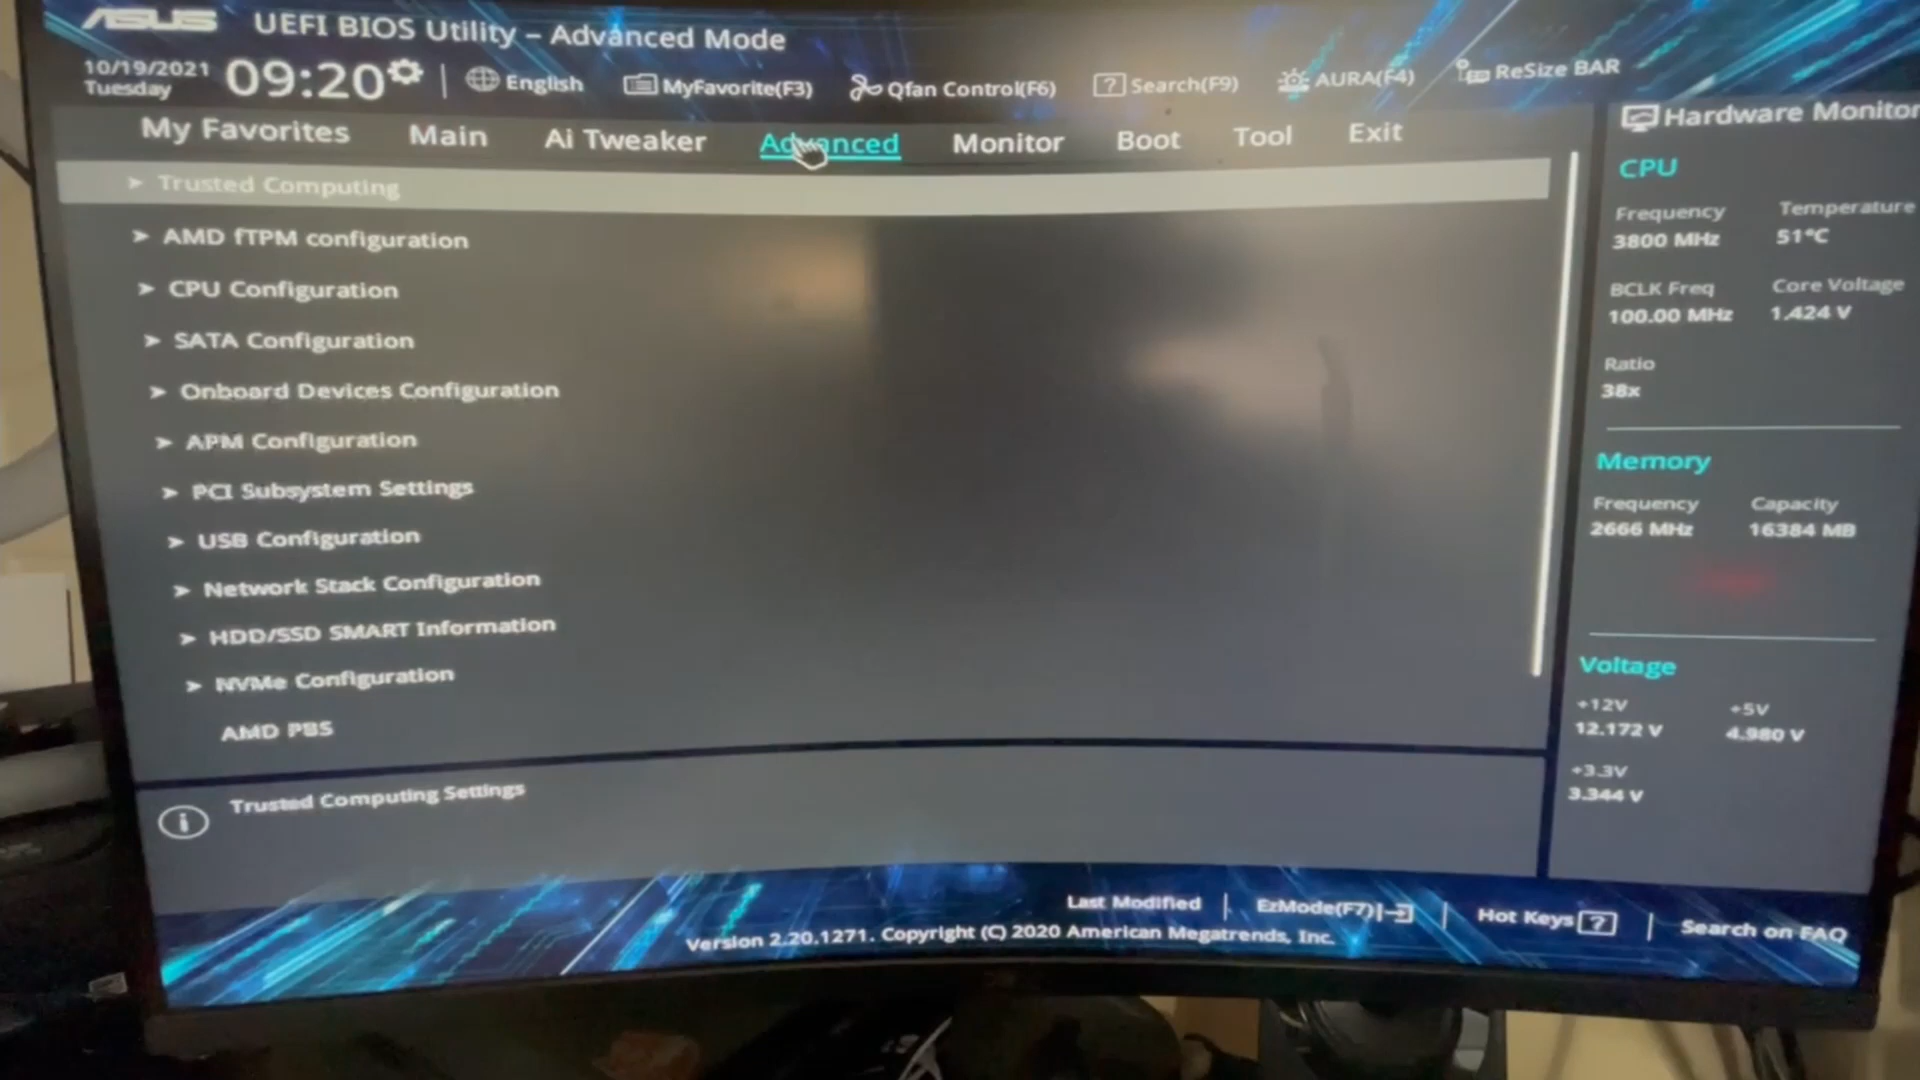 ASUS UEFI BIOS Utility – Advanced Mode
10/19/2021
Tuesday
09:20
English
MyFavorite(F3)
Qfan Control(F6)
Search(F9)
AURA(F4)
ReSize BAR
My Favorites
Main
Ai Tweaker
Advanced
Monitor
Boot
Tool
Exit
Trusted Computing
AMD fTPM configuration
CPU Configuration
SATA Configuration
Onboard Devices Configuration
APM Configuration
PCI Subsystem Settings
USB Configuration
Network Stack Configuration
HDD/SSD SMART Information
NVMe Configuration
AMD PBS
Trusted Computing Settings
Hardware Monitor
CPU
Frequency Temperature
3800 MHz 51°C
BCLK Freq Core Voltage
100.00 MHz 1.424 V
Ratio
38x
Memory
Frequency Capacity
2666 MHz 16384 MB
Voltage
+12V +5V
12.172 V 4.980 V
+3.3V
3.344 V
Last Modified
EzMode(F7)
Hot Keys ?
Search on FAQ
Version 2.20.1271. Copyright (C) 2020 American Megatrends, Inc.